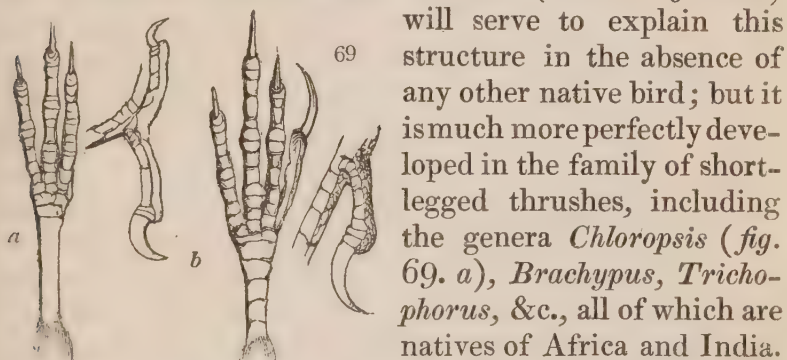 69
a
b
will serve to explain this
structure in the absence of
any other native bird; but it
is much more perfectly deve-
loped in the family of short-
legged thrushes, including
the genera Chloropsis (fig.
69. a), Brachypus, Tricho-
phorus, &c., all of which are
natives of Africa and India.